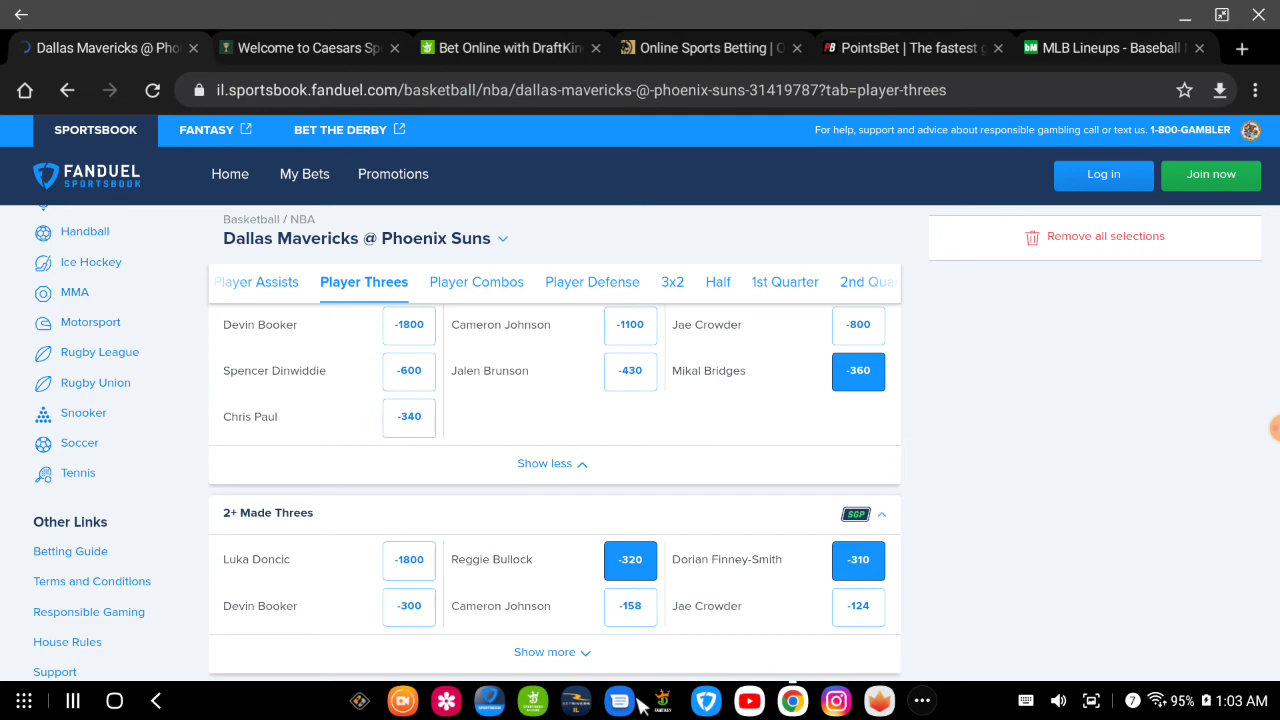 Dallas Mavericks @ Pho
Welcome to Caesars Sp
Bet Online with DraftKin
Online Sports Betting | O
PointsBet | The fastest g
bM MLB Lineups - Baseball
il.sportsbook.fanduel.com/basketball/nba/dallas-mavericks-@-phoenix-suns-31419787?tab=player-threes
SPORTSBOOK FANTASY BET THE DERBY For help, support and advice about responsible gambling call or text us. 1-800-GAMBLER
FANDUEL SPORTSBOOK
Home My Bets Promotions Log in Join now
Handball
Ice Hockey
MMA
Motorsport
Rugby League
Rugby Union
Snooker
Soccer
Tennis
Other Links
Betting Guide
Terms and Conditions
Responsible Gaming
House Rules
Support
Basketball / NBA
Dallas Mavericks @ Phoenix Suns
Player Assists Player Threes Player Combos Player Defense 3x2 Half 1st Quarter 2nd Qua
Devin Booker -1800 Cameron Johnson -1100 Jae Crowder -800
Spencer Dinwiddie -600 Jalen Brunson -430 Mikal Bridges -360
Chris Paul -340
Show less
2+ Made Threes SGP
Luka Doncic -1800 Reggie Bullock -320 Dorian Finney-Smith -310
Devin Booker -300 Cameron Johnson -158 Jae Crowder -124
Show more
Remove all selections
7 95% 1:03 AM